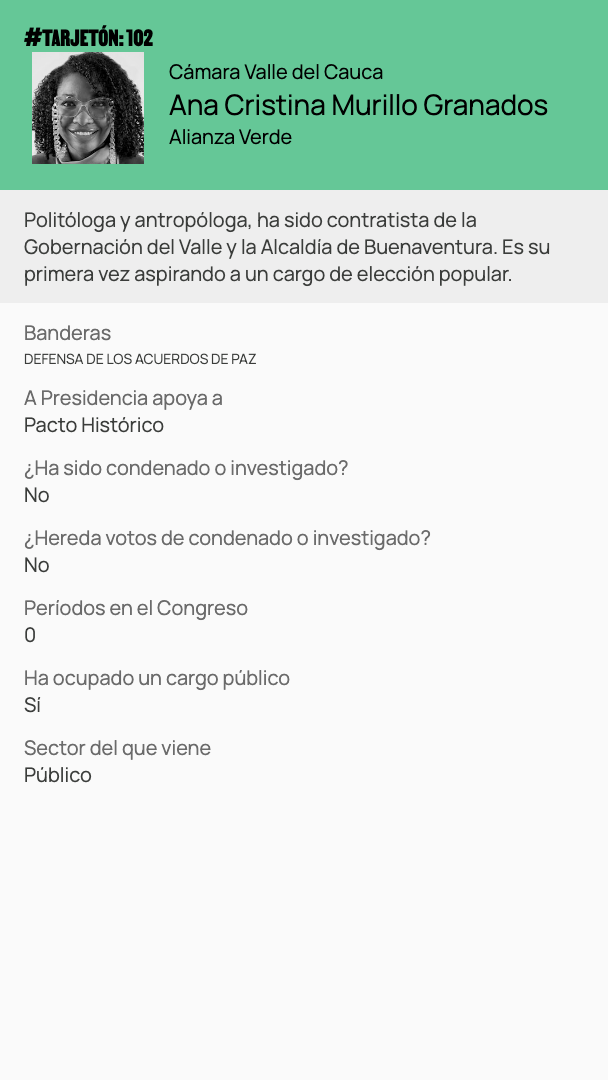 #TARJETÓN: 102
Cámara Valle del Cauca
Ana Cristina Murillo Granados
Alianza Verde
Politóloga y antropóloga, ha sido contratista de la
Gobernación del Valle y la Alcaldía de Buenaventura. Es su
primera vez aspirando a un cargo de elección popular.
Banderas
DEFENSA DE LOS ACUERDOS DE PAZ
A Presidencia apoya a
Pacto Histórico
¿Ha sido condenado o investigado?
No
¿Hereda votos de condenado o investigado?
No
Períodos en el Congreso
0
Ha ocupado un cargo público
Sí
Sector del que viene
Público